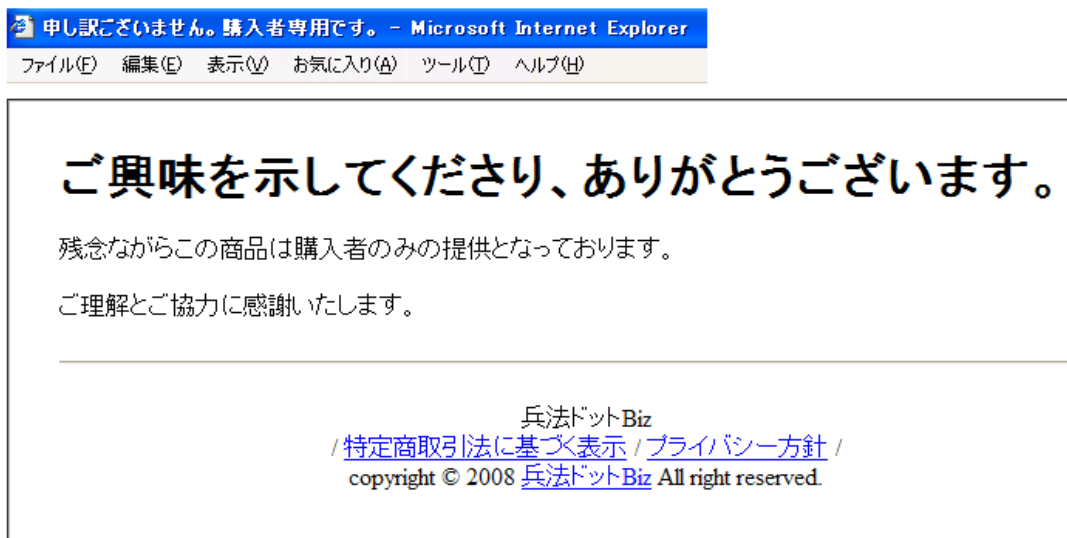 申し訳ございません。購入者専用です。 - Microsoft Internet Explorer
ファイル(F) 編集(E) 表示(V) お気に入り(A) ツール(T) ヘルプ(H)
ご興味を示してくださり、ありがとうございます。
残念ながらこの商品は購入者のみの提供となっております。
ご理解とご協力に感謝いたします。
兵法ドットBiz
/ 特定商取引法に基づく表示 / プライバシー方針 /
copyright © 2008 兵法ドットBiz All right reserved.